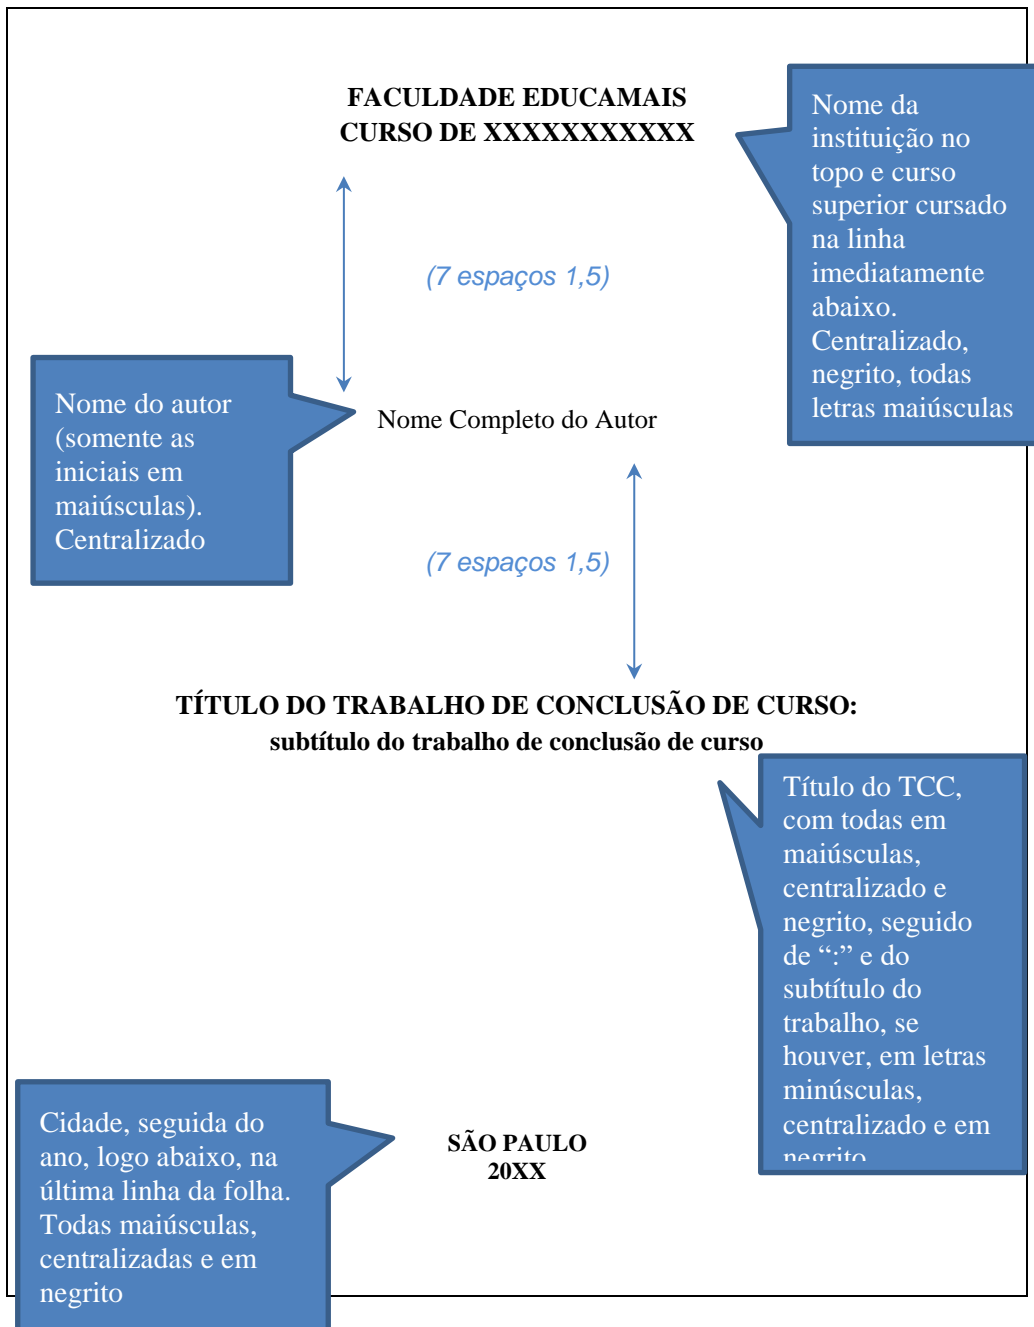 FACULDADE EDUCAMAIS
CURSO DE XXXXXXXXXXX
Nome da
instituição no
topo e curso
superior cursado
na linha
imediatamente
abaixo.
Centralizado,
negrito, todas
letras maiúsculas
(7 espaços 1,5)
Nome do autor
(somente as
iniciais em
maiúsculas).
Centralizado
Nome Completo do Autor
(7 espaços 1,5)
TÍTULO DO TRABALHO DE CONCLUSÃO DE CURSO:
subtítulo do trabalho de conclusão de curso
Título do TCC,
com todas em
maiúsculas,
centralizado e
negrito, seguido
de “:” e do
subtítulo do
trabalho, se
houver, em letras
minúsculas,
centralizado e em
negrito
Cidade, seguida do
ano, logo abaixo, na
última linha da folha.
Todas maiúsculas,
centralizadas e em
negrito
SÃO PAULO
20XX